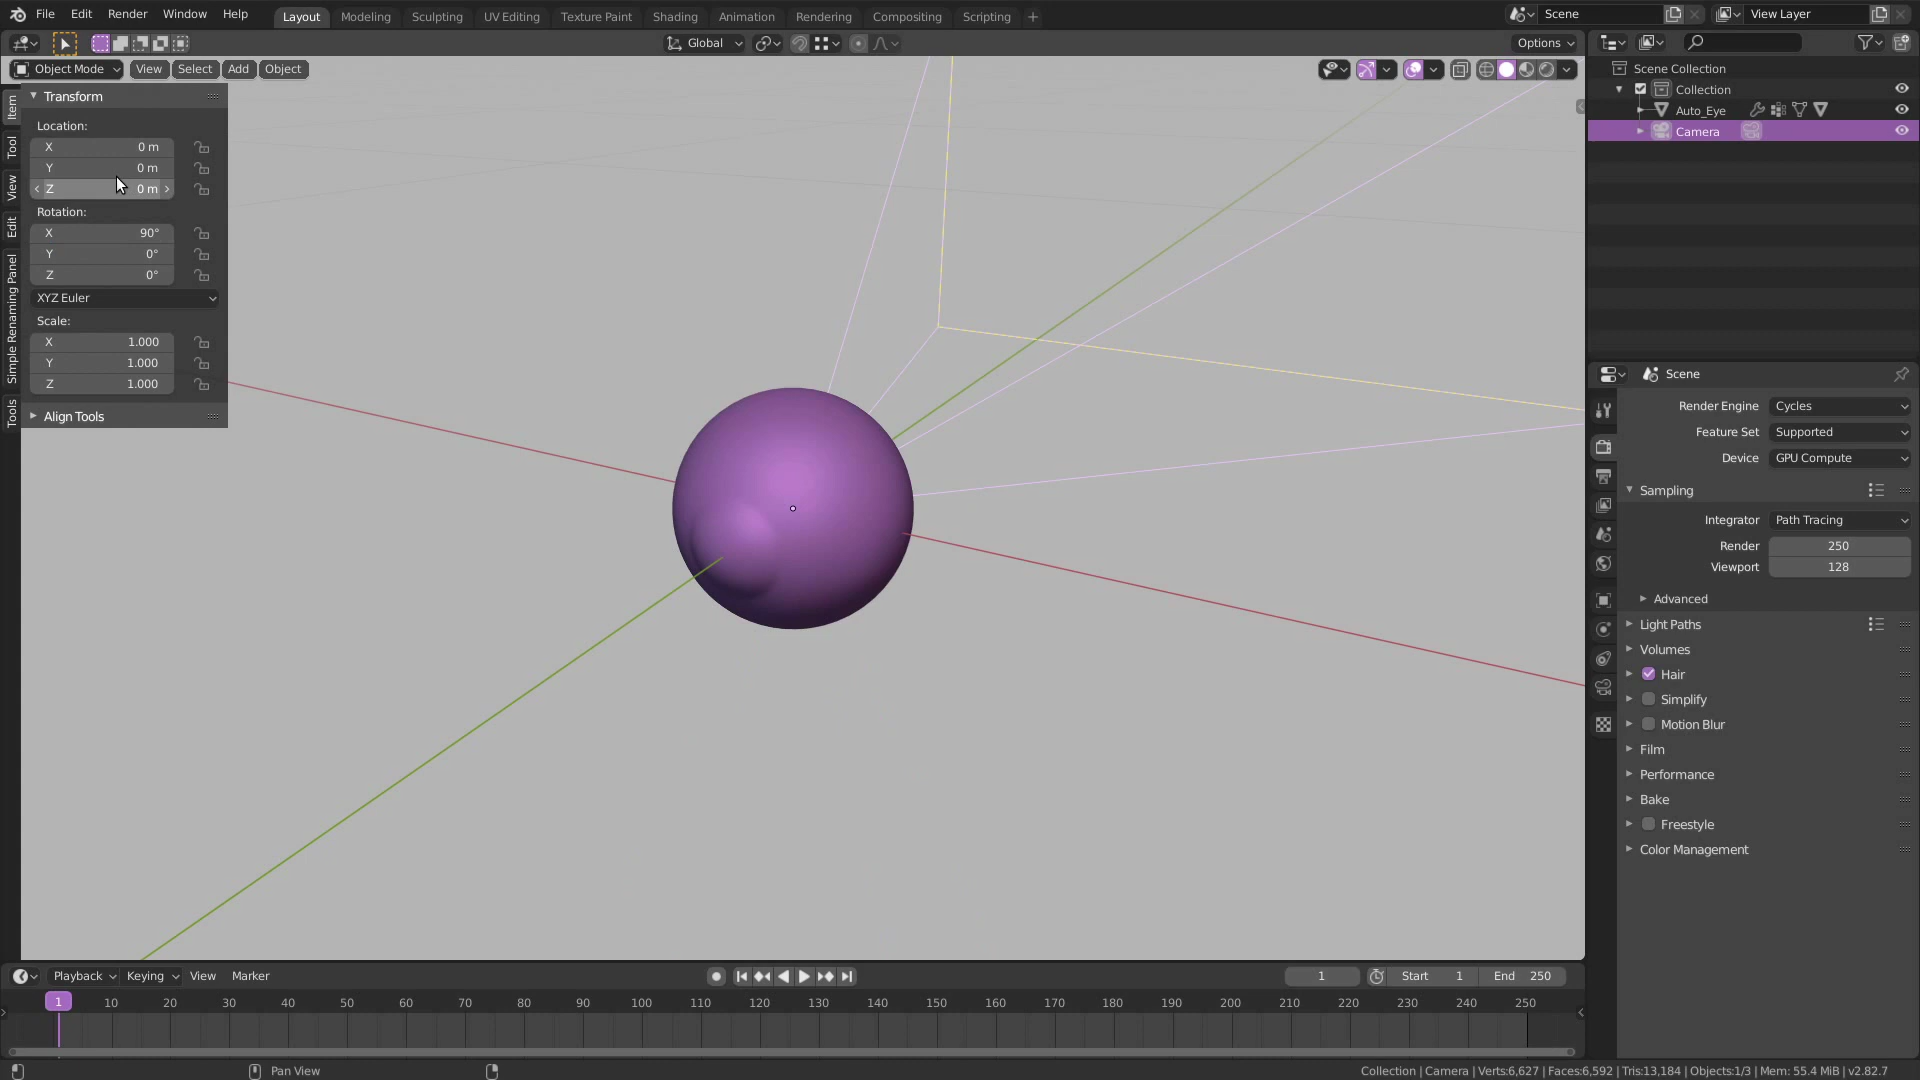 File Edit Render Window Help Layout Modeling Sculpting UV Editing Texture Paint Shading Animation Rendering Compositing Scripting + Scene View Layer
Global Options
Object Mode View Select Add Object
Scene Collection
Collection
Auto_Eye
Camera
Item
Tool
View
Edit
Simple Renaming Panel
Tools
Transform
Location:
X 0 m
Y 0 m
Z 0 m
Rotation:
X 90°
Y 0°
Z 0°
XYZ Euler
Scale:
X 1.000
Y 1.000
Z 1.000
Align Tools
Scene
Render Engine Cycles
Feature Set Supported
Device GPU Compute
Sampling
Integrator Path Tracing
Render 250
Viewport 128
Advanced
Light Paths
Volumes
Hair
Simplify
Motion Blur
Film
Performance
Bake
Freestyle
Color Management
Playback Keying View Marker 1 Start 1 End 250
1 10 20 30 40 50 60 70 80 90 100 110 120 130 140 150 160 170 180 190 200 210 220 230 240 250
Pan View Collection | Camera | Verts:6,627 | Faces:6,592 | Tris:13,184 | Objects:1/3 | Mem: 55.4 MiB | v2.82.7